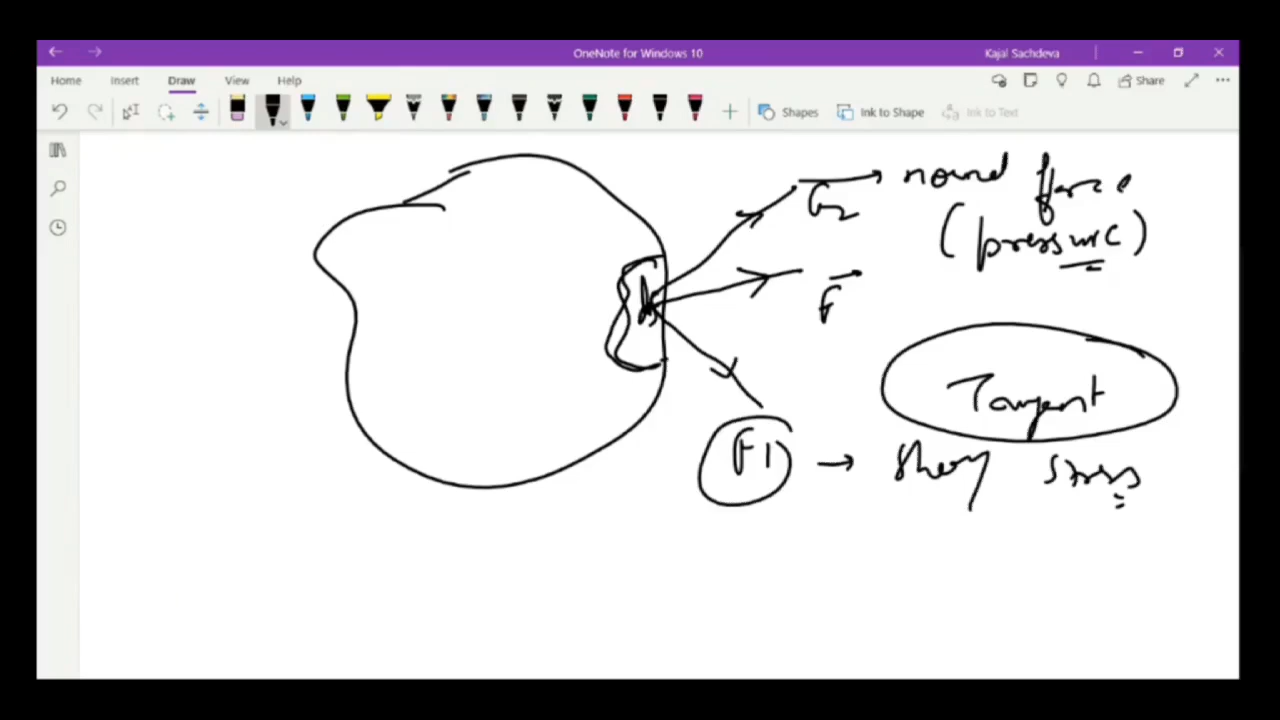 OneNote for Windows 10
Kajal Sachdeva
Home Insert Draw View Help
Share
Shapes Ink to Shape Ink to Text
F2 → normal force
(pressure)
F
Tangent
F1 → Shear stress